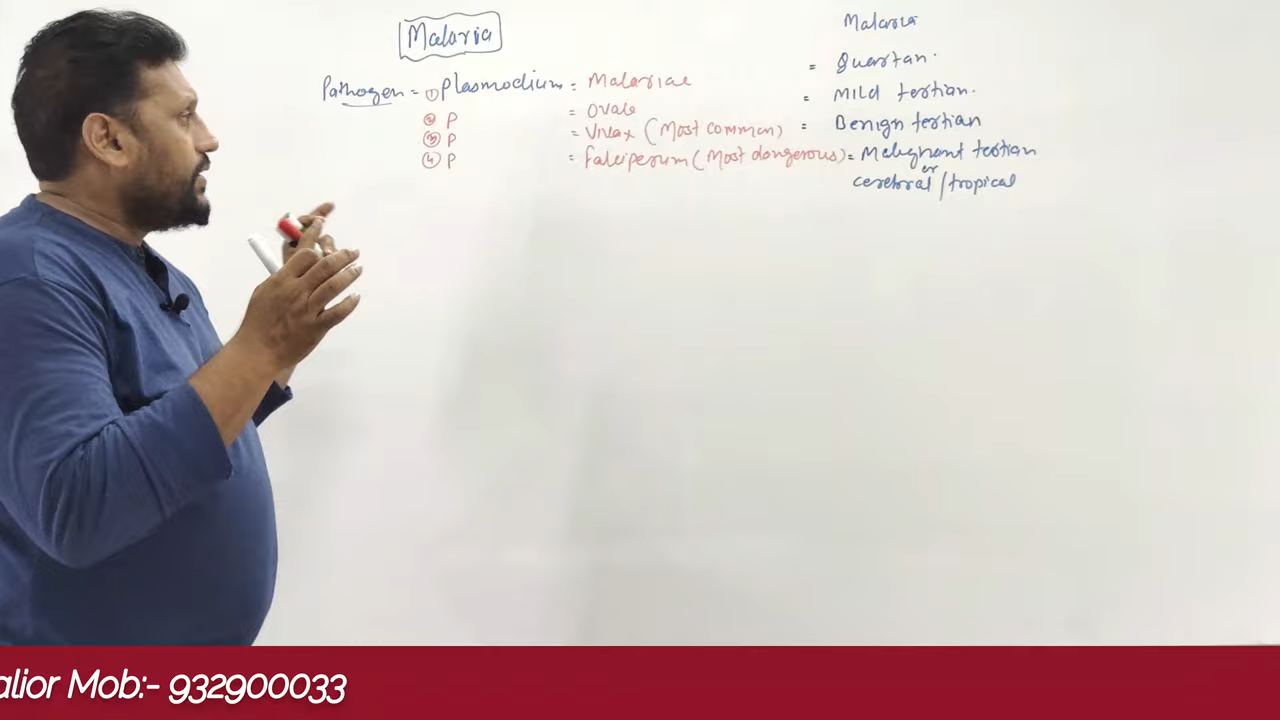 Malaria
Malaria
Pathogen = ① Plasmodium = Malariae = Quartan.
② P = Ovale = Mild tertian.
③ P = Vivax (Most common) = Benign tertian
④ P = Falciperum (Most dangerous) = Malignant tertian
or
cerebral / tropical
alior Mob:- 932900033